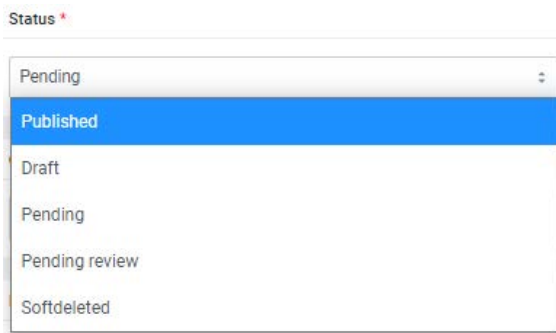 Status *
Pending
Published
Draft
Pending
Pending review
Softdeleted